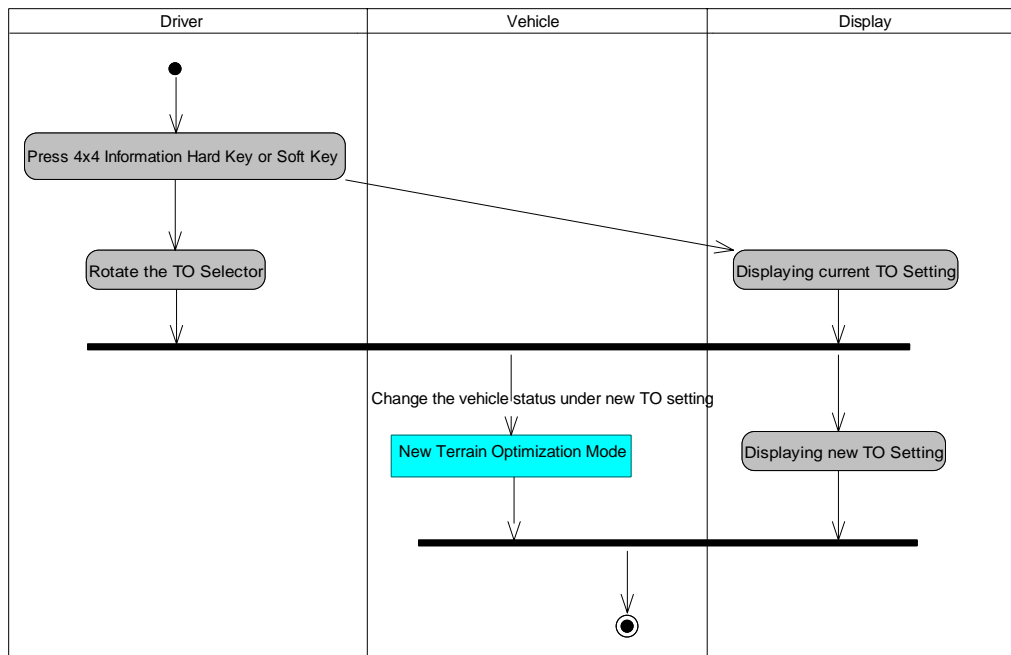 Driver
Vehicle
Display
Press 4x4 Information Hard Key or Soft Key
Rotate the TO Selector
Displaying current TO Setting
Change the vehicle status under new TO setting
New Terrain Optimization Mode
Displaying new TO Setting